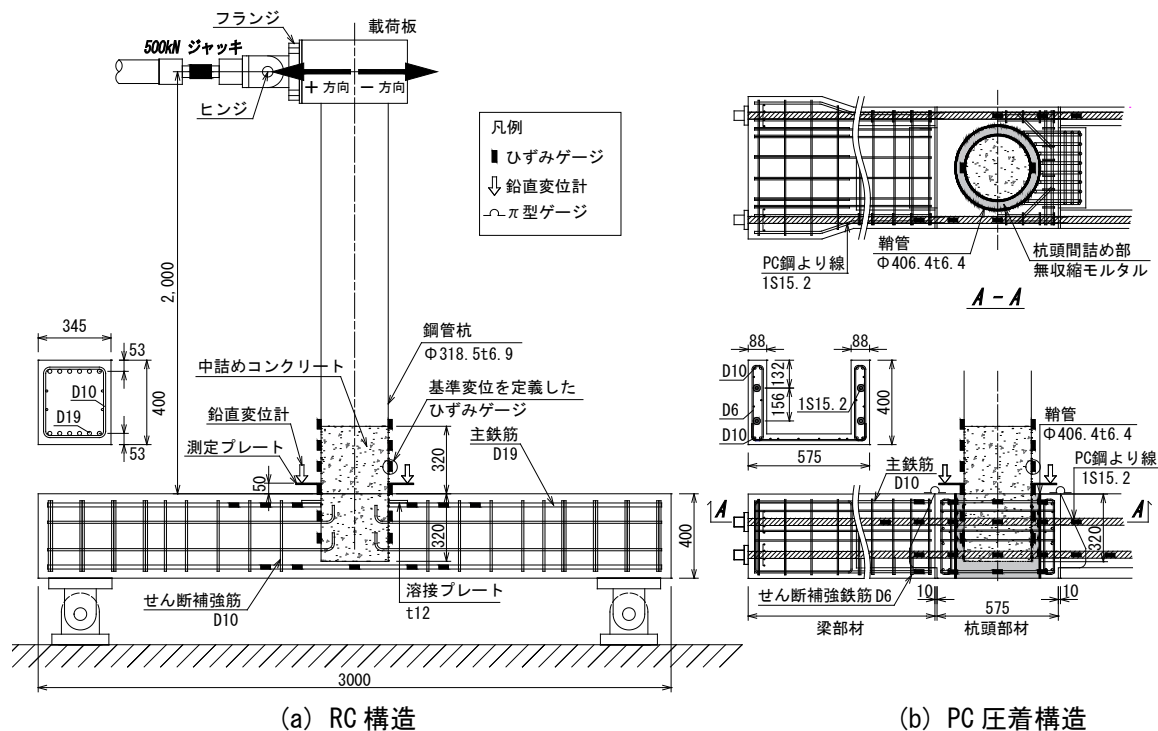 フランジ
載荷板
500kN ジャッキ
＋ 方向
－ 方向
ヒンジ
凡例
ひずみゲージ
鉛直変位計
π型ゲージ
2,000
345
53
D10
D19
400
53
鋼管杭
Φ318.5t6.9
中詰めコンクリート
基準変位を定義した
ひずみゲージ
鉛直変位計
測定プレート
主鉄筋
D19
50
320
320
400
せん断補強筋
D10
溶接プレート
t12
3000
(a) RC 構造
PC鋼より線
1S15.2
鞘管
Φ406.4t6.4
杭頭間詰め部
無収縮モルタル
A - A
88
88
D10
132
D6
156
1S15.2
400
D10
575
鞘管
Φ406.4t6.4
主鉄筋
D10
PC鋼より線
1S15.2
A
A
320
せん断補強鉄筋 D6
10
575
10
梁部材
杭頭部材
(b) PC 圧着構造